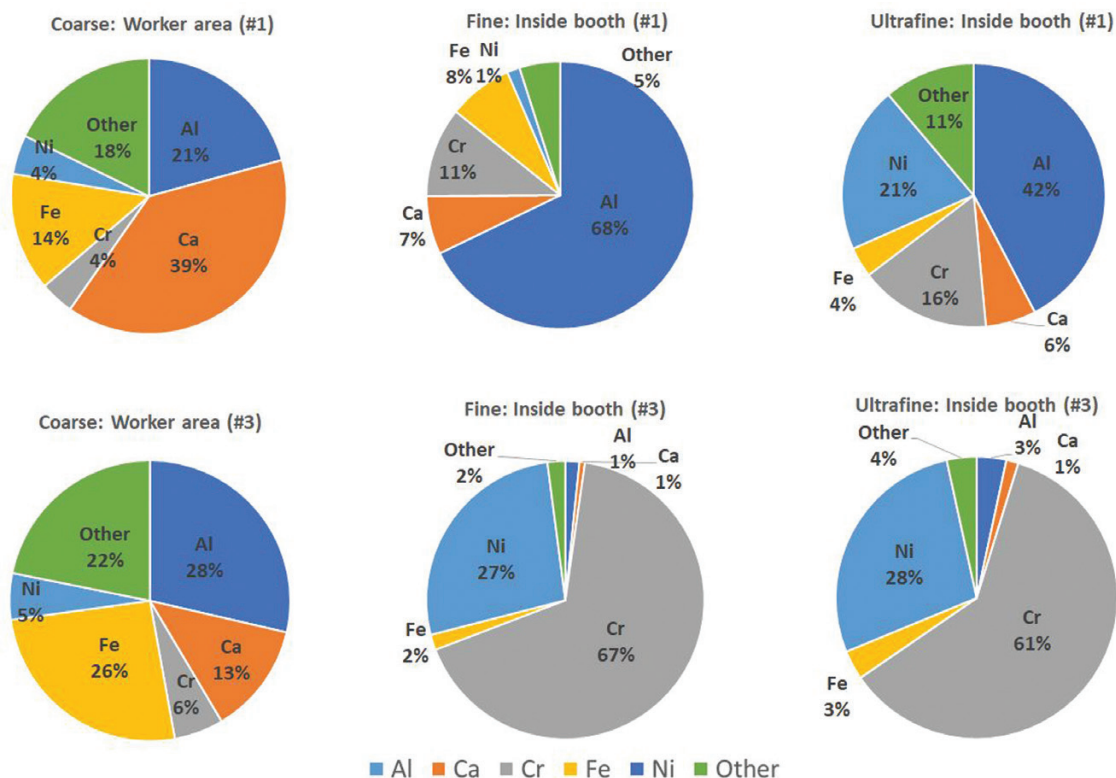 Coarse: Worker area (#1)
Other
18%
Al
21%
Ni
4%
Fe
14%
Cr
4%
Ca
39%
Fine: Inside booth (#1)
Fe
8%
Ni
1%
Other
5%
Cr
11%
Ca
7%
Al
68%
Ultrafine: Inside booth (#1)
Other
11%
Ni
21%
Al
42%
Fe
4%
Cr
16%
Ca
6%
Coarse: Worker area (#3)
Other
22%
Al
28%
Ni
5%
Fe
26%
Cr
6%
Ca
13%
Fine: Inside booth (#3)
Other
2%
Al
1%
Ca
1%
Ni
27%
Fe
2%
Cr
67%
Ultrafine: Inside booth (#3)
Other
4%
Al
3%
Ca
1%
Ni
28%
Cr
61%
Fe
3%
Al Ca Cr Fe Ni Other